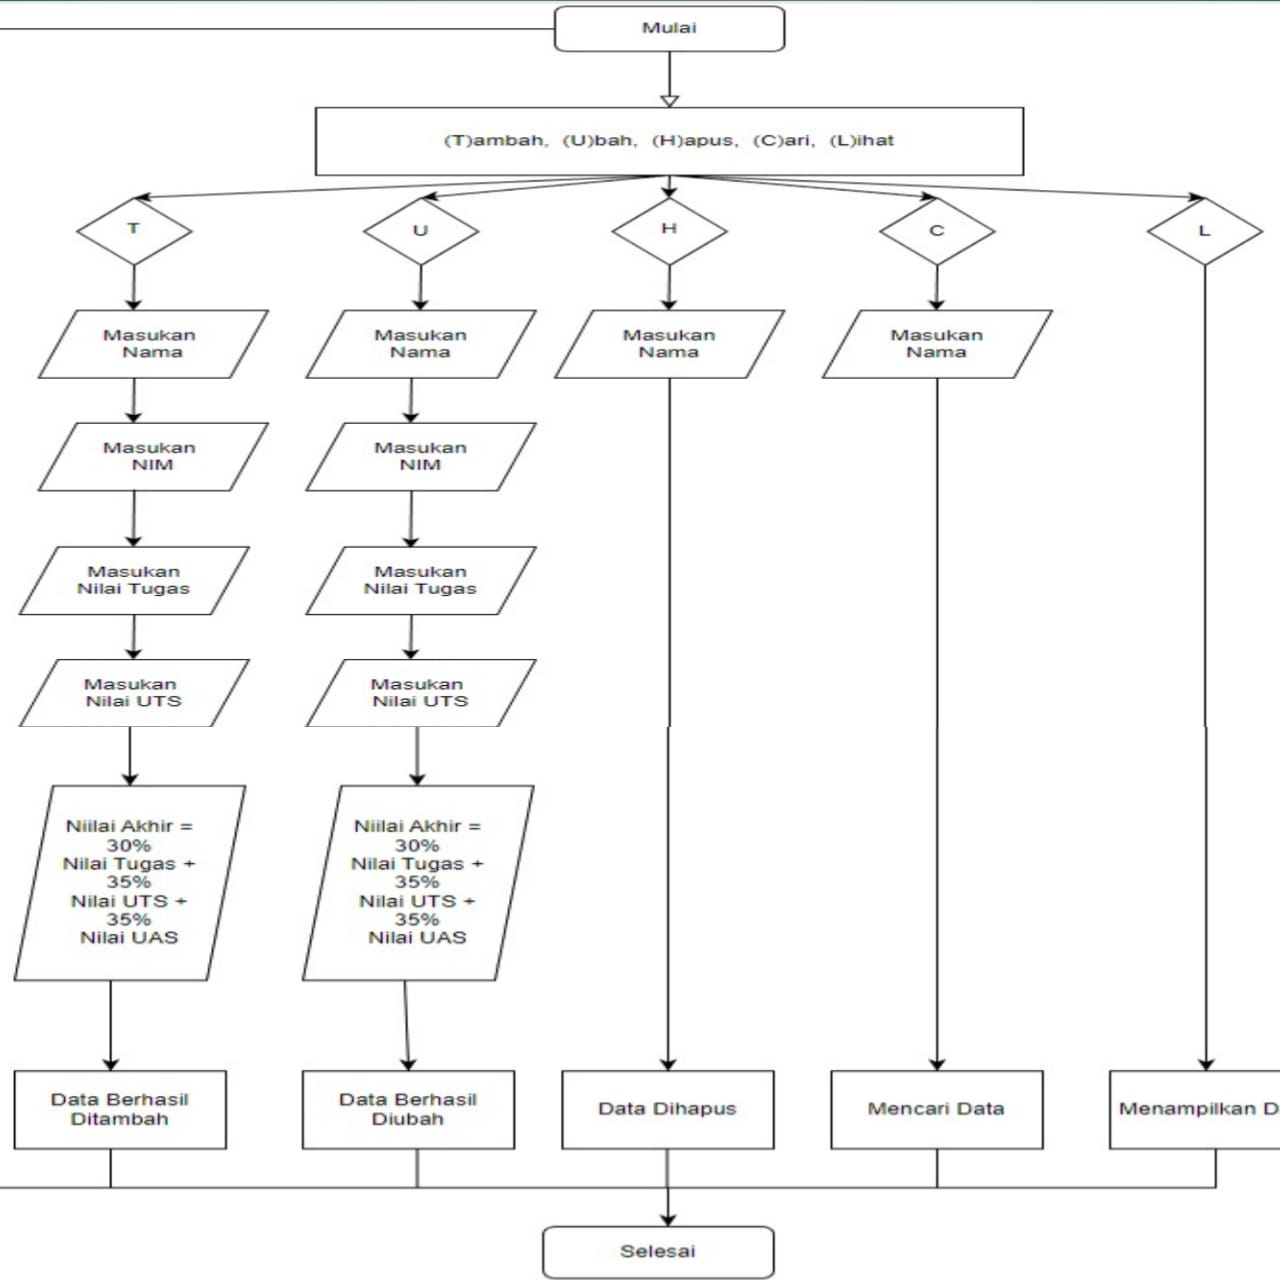 Mulai
(T)ambah, (U)bah, (H)apus, (C)ari, (L)ihat
T
U
H
C
L
Masukan
Nama
Masukan
Nama
Masukan
Nama
Masukan
Nama
Masukan
NIM
Masukan
NIM
Masukan
Nilai Tugas
Masukan
Nilai Tugas
Masukan
Nilai UTS
Masukan
Nilai UTS
Niilai Akhir =
30%
Nilai Tugas +
35%
Nilai UTS +
35%
Nilai UAS
Niilai Akhir =
30%
Nilai Tugas +
35%
Nilai UTS +
35%
Nilai UAS
Data Berhasil
Ditambah
Data Berhasil
Diubah
Data Dihapus
Mencari Data
Menampilkan
Selesai